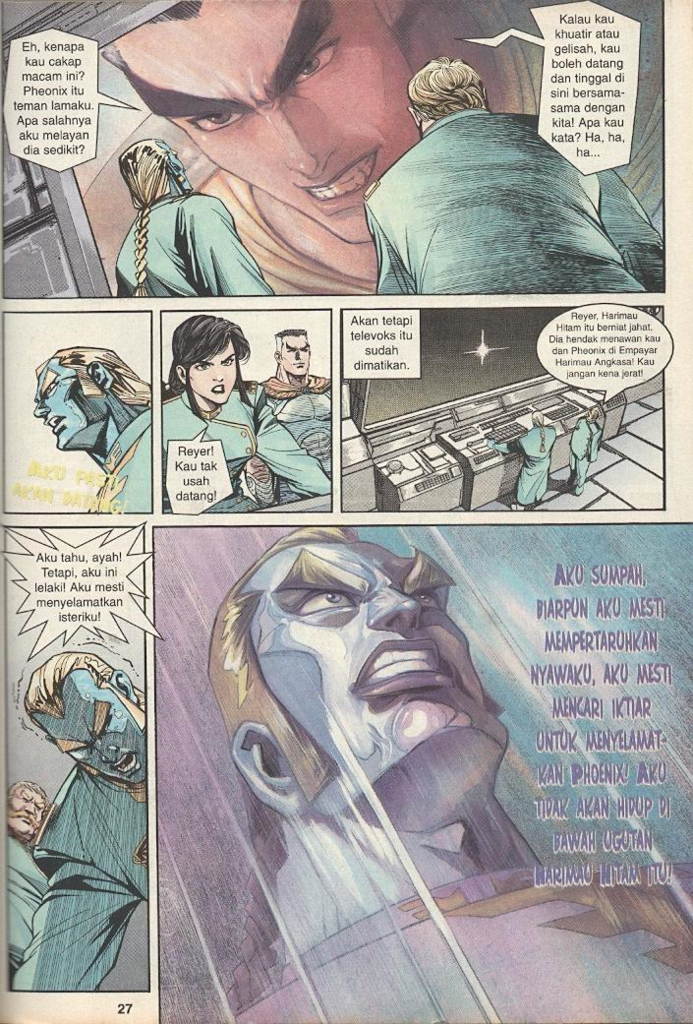 Eh, kenapa
kau cakap
macam ini?
Pheonix itu
teman lamaku.
Apa salahnya
aku melayan
dia sedikit?
Kalau kau
khuatir atau
gelisah, kau
boleh datang
dan tinggal di
sini bersama-
sama dengan
kita! Apa kau
kata? Ha, ha,
ha...
AKU PASTI
AKAN DATANG!
Reyer!
Kau tak
usah
datang!
Akan tetapi
televoks itu
sudah
dimatikan.
Reyer, Harimau
Hitam itu berniat jahat.
Dia hendak menawan kau
dan Pheonix di Empayar
Harimau Angkasa! Kau
jangan kena jerat!
Aku tahu, ayah!
Tetapi, aku ini
lelaki! Aku mesti
menyelamatkan
isteriku!
AKU SUMPAH,
BIARPUN AKU MESTI
MEMPERTARUHKAN
NYAWAKU, AKU MESTI
MENCARI IKTIAR
UNTUK MENYELAMAT-
KAN PHOENIX! AKU
TIDAK AKAN HIDUP DI
BAWAH UGUTAN
HARIMAU HITAM ITU!
27